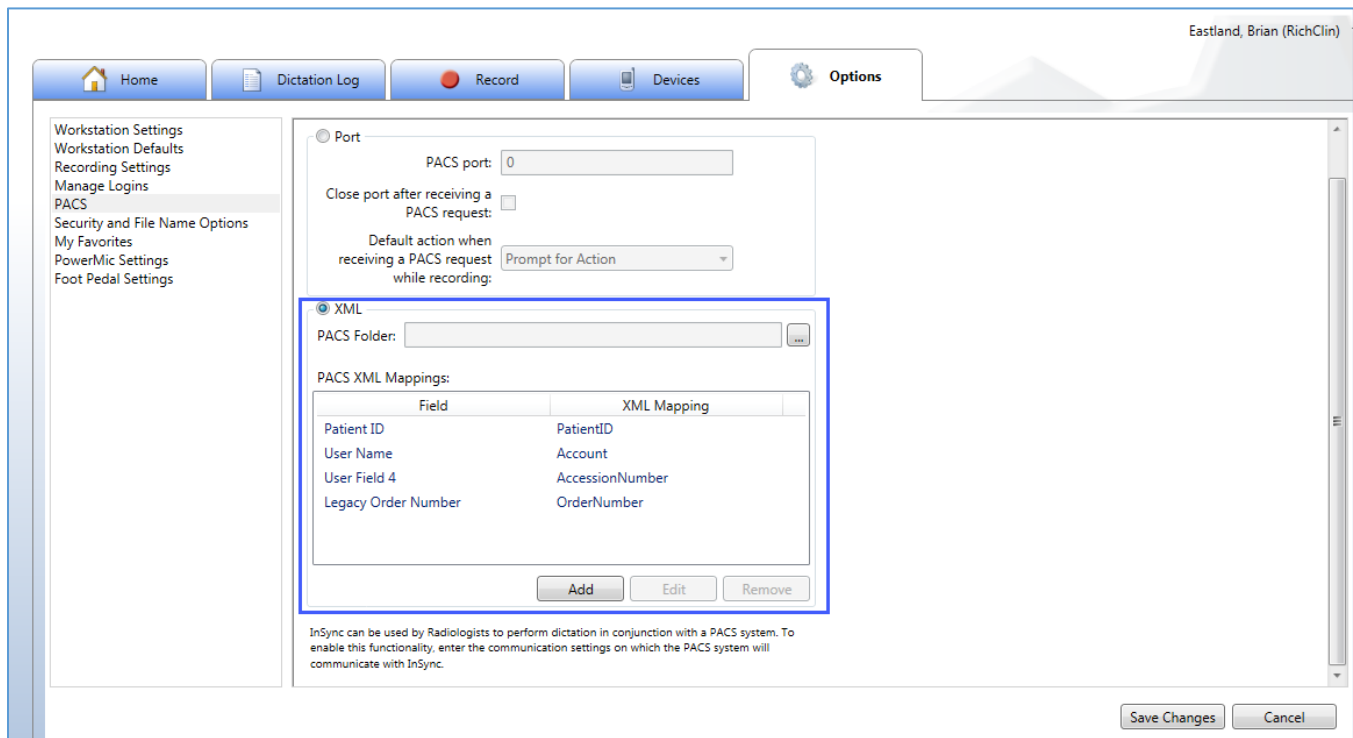 Eastland, Brian (RichClin)
Home
Dictation Log
Record
Devices
Options
Workstation Settings
Workstation Defaults
Recording Settings
Manage Logins
PACS
Security and File Name Options
My Favorites
PowerMic Settings
Foot Pedal Settings
Port
PACS port: 0
Close port after receiving a
PACS request:
Default action when
receiving a PACS request Prompt for Action
while recording:
XML
PACS Folder: ...
PACS XML Mappings:
Field XML Mapping
Patient ID PatientID
User Name Account
User Field 4 AccessionNumber
Legacy Order Number OrderNumber
Add Edit Remove
InSync can be used by Radiologists to perform dictation in conjunction with a PACS system. To
enable this functionality, enter the communication settings on which the PACS system will
communicate with InSync.
Save Changes Cancel